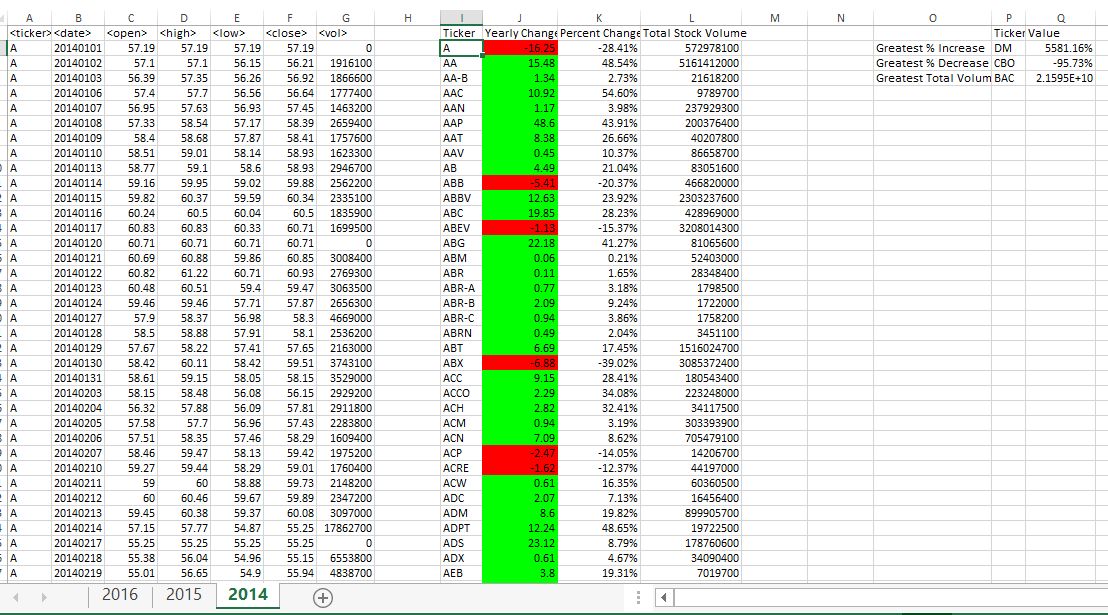 A B C D E F G H I J K L M N O P Q
<ticker> <date> <open> <high> <low> <close> <vol> Ticker Yearly Change Percent Change Total Stock Volume Ticker Value
A 20140101 57.19 57.19 57.19 57.19 0 A -16.25 -28.41% 572978100 Greatest % Increase DM 5581.16%
A 20140102 57.1 57.1 56.15 56.21 1916100 AA 15.48 48.54% 5161412000 Greatest % Decrease CBO -95.73%
A 20140103 56.39 57.35 56.26 56.92 1866600 AA-B 1.34 2.73% 21618200 Greatest Total Volum BAC 2.1595E+10
A 20140106 57.4 57.7 56.56 56.64 1777400 AAC 10.92 54.60% 9789700
A 20140107 56.95 57.63 56.93 57.45 1463200 AAN 1.17 3.98% 237929300
A 20140108 57.33 58.54 57.17 58.39 2659400 AAP 48.6 43.91% 200376400
A 20140109 58.4 58.68 57.87 58.41 1757600 AAT 8.38 26.66% 40207800
A 20140110 58.51 59.01 58.14 58.93 1623300 AAV 0.45 10.37% 86658700
A 20140113 58.77 59.1 58.6 58.93 2946700 AB 4.49 21.04% 83051600
A 20140114 59.16 59.95 59.02 59.88 2562200 ABB -5.41 -20.37% 466820000
A 20140115 59.82 60.37 59.59 60.34 2335100 ABBV 12.63 23.92% 2303237600
A 20140116 60.24 60.5 60.04 60.5 1835900 ABC 19.85 28.23% 428969000
A 20140117 60.83 60.83 60.33 60.71 1699500 ABEV -1.13 -15.37% 3208014300
A 20140120 60.71 60.71 60.71 60.71 0 ABG 22.18 41.27% 81065600
A 20140121 60.69 60.88 59.86 60.85 3008400 ABM 0.06 0.21% 52403000
A 20140122 60.82 61.22 60.71 60.93 2769300 ABR 0.11 1.65% 28348400
A 20140123 60.48 60.51 59.4 59.47 3063500 ABR-A 0.77 3.18% 1798500
A 20140124 59.46 59.46 57.71 57.87 2656300 ABR-B 2.09 9.24% 1722000
A 20140127 57.9 58.37 56.98 58.3 4669000 ABR-C 0.94 3.86% 1758200
A 20140128 58.5 58.88 57.91 58.1 2536200 ABRN 0.49 2.04% 3451100
A 20140129 57.67 58.22 57.41 57.65 2163000 ABT 6.69 17.45% 1516024700
A 20140130 58.42 60.11 58.42 59.51 3743100 ABX -6.88 -39.02% 3085372400
A 20140131 58.61 59.15 58.05 58.15 3529000 ACC 9.15 28.41% 180543400
A 20140203 58.15 58.48 56.08 56.15 2929200 ACCO 2.29 34.08% 223248000
A 20140204 56.32 57.88 56.09 57.81 2911800 ACH 2.82 32.41% 34117500
A 20140205 57.58 57.7 56.96 57.43 2283800 ACM 0.94 3.19% 303393900
A 20140206 57.51 58.35 57.46 58.29 1609400 ACN 7.09 8.62% 705479100
A 20140207 58.46 59.47 58.13 59.42 1975200 ACP -2.47 -14.05% 14206700
A 20140210 59.27 59.44 58.29 59.01 1760400 ACRE -1.62 -12.37% 44197000
A 20140211 59 60 58.88 59.73 2148200 ACW 0.61 16.35% 60360500
A 20140212 60 60.46 59.67 59.89 2347200 ADC 2.07 7.13% 16456400
A 20140213 59.45 60.38 59.37 60.08 3097000 ADM 8.6 19.82% 899905700
A 20140214 57.15 57.77 54.87 55.25 17862700 ADPT 12.24 48.65% 19722500
A 20140217 55.25 55.25 55.25 55.25 0 ADS 23.12 8.79% 178760600
A 20140218 55.38 56.04 54.96 55.15 6553800 ADX 0.61 4.67% 34090400
A 20140219 55.01 56.65 54.9 55.94 4838700 AEB 3.8 19.31% 7019700
2016 2015 2014